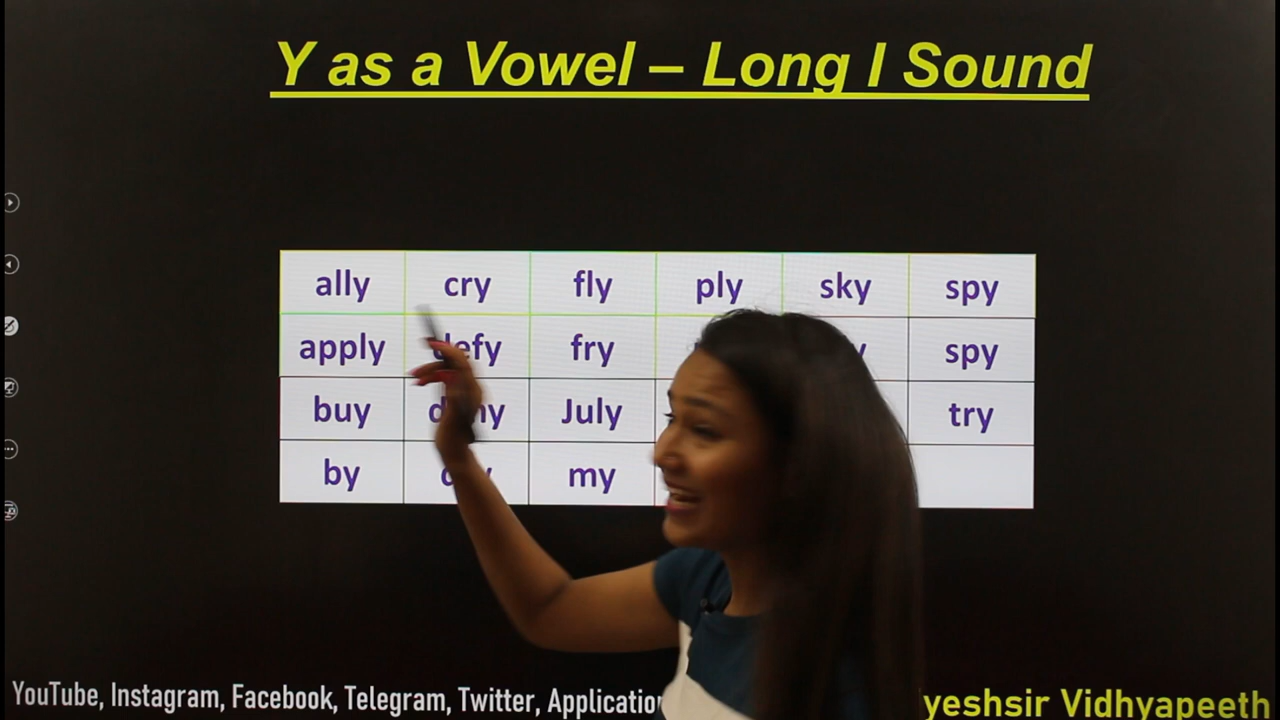 Y as a Vowel – Long I Sound
ally cry fly ply sky spy
apply defy fry spy
buy July try
by my
YouTube, Instagram, Facebook, Telegram, Twitter, yeshsir Vidhyapeeth